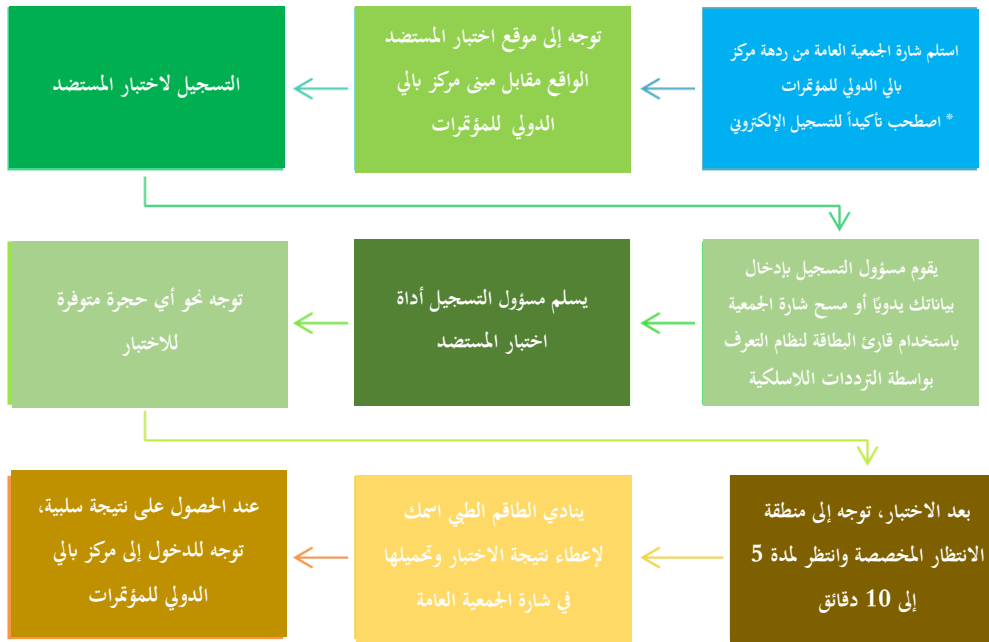 استلم شارة الجمعية العامة من ردهة مركز
بالي الدولي للمؤتمرات
* اصطحب تأكيداً للتسجيل الإلكتروني
توجه إلى موقع اختبار المستضد
الواقع مقابل مبنى مركز بالي
الدولي للمؤتمرات
التسجيل لاختبار المستضد
يقوم مسؤول التسجيل بإدخال
بياناتك يدويًا أو مسح شارة الجمعية
باستخدام قارئ البطاقة لنظام التعرف
بواسطة الترددات اللاسلكية
يسلم مسؤول التسجيل أداة
اختبار المستضد
توجه نحو أي حجرة متوفرة
للاختبار
بعد الاختبار، توجه إلى منطقة
الانتظار المخصصة وانتظر لمدة 5
إلى 10 دقائق
ينادي الطاقم الطبي اسمك
لإعطاء نتيجة الاختبار وتحميلها
في شارة الجمعية العامة
عند الحصول على نتيجة سلبية،
توجه للدخول إلى مركز بالي
الدولي للمؤتمرات